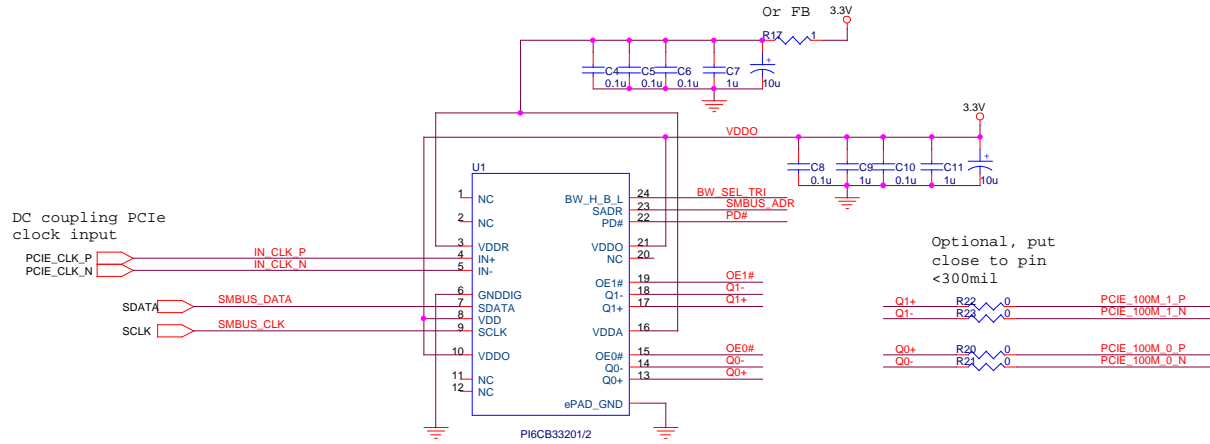 Or FB
3.3V
R17
1
C4
0.1u
C5
0.1u
C6
0.1u
C7
1u
+
10u
3.3V
VDDO
C8
0.1u
C9
1u
C10
0.1u
C11
1u
+
10u
U1
1
NC
2
NC
3
VDDR
4
IN+
5
IN-
6
GNDDIG
7
SDATA
8
VDD
9
SCLK
10
VDDO
11
NC
12
NC
BW_H_B_L
24
BW_SEL_TRI
SADR
23
SMBUS_ADR
PD#
22
PD#
VDDO
21
NC
20
OE1#
19
OE1#
Q1-
18
Q1-
Q1+
17
Q1+
VDDA
16
OE0#
15
OE0#
Q0-
14
Q0-
Q0+
13
Q0+
ePAD_GND
PI6CB33201/2
DC coupling PCIe
clock input
PCIE_CLK_P
IN_CLK_P
PCIE_CLK_N
IN_CLK_N
SDATA
SMBUS_DATA
SCLK
SMBUS_CLK
Optional, put
close to pin
<300mil
Q1+
R22
0
PCIE_100M_1_P
Q1-
R23
0
PCIE_100M_1_N
Q0+
R20
0
PCIE_100M_0_P
Q0-
R21
0
PCIE_100M_0_N